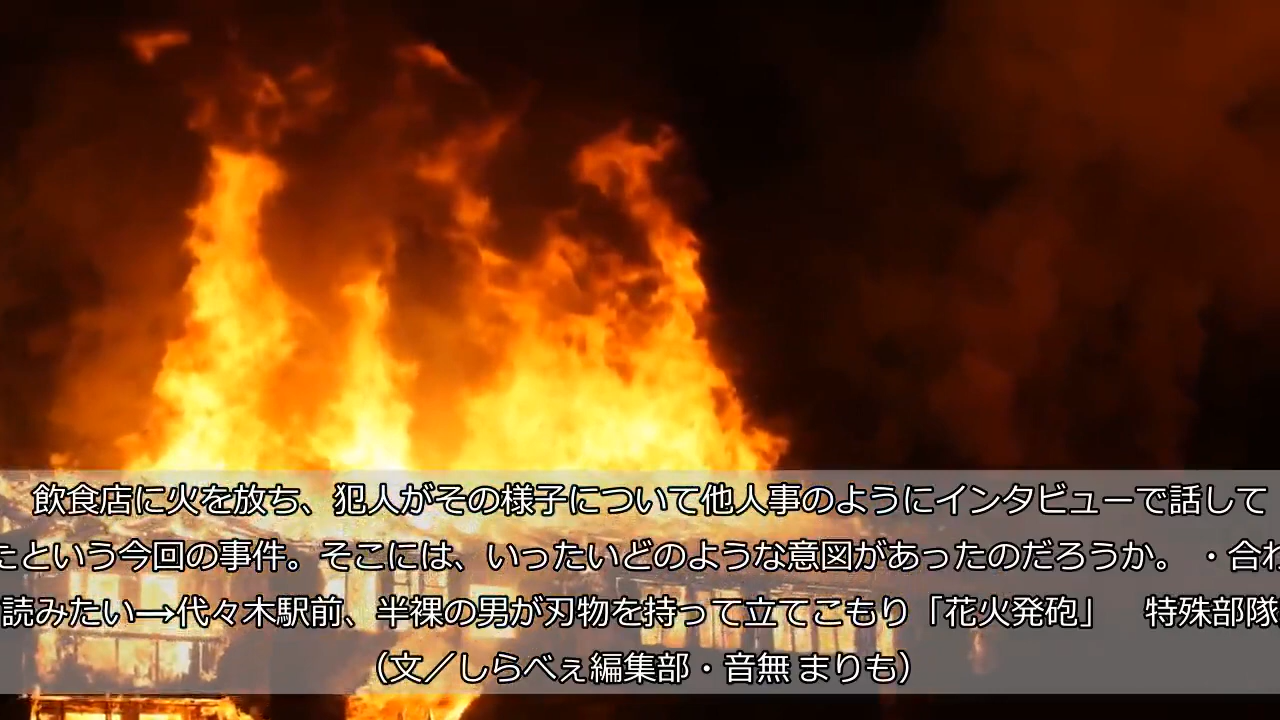 飲食店に火を放ち、犯人がその様子について他人事のようにインタビューで話して
たという今回の事件。そこには、いったいどのような意図があったのだろうか。 ・合わ
読みたい→代々木駅前、半裸の男が刃物を持って立てこもり「花火発砲」　特殊部隊
（文／しらべぇ編集部・音無 まりも）